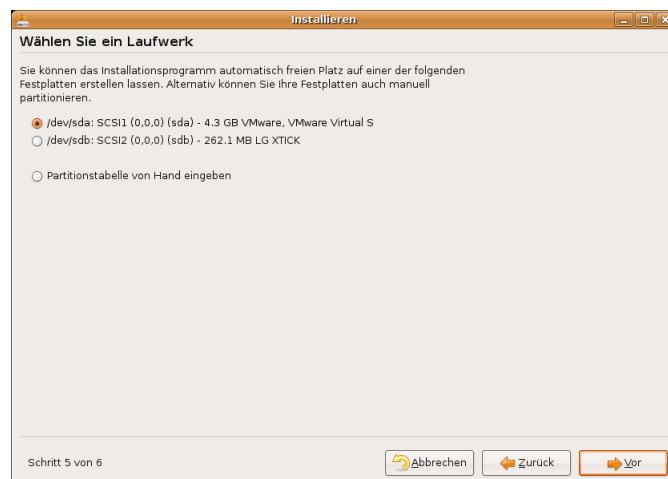 Installieren
Wählen Sie ein Laufwerk
Sie können das Installationsprogramm automatisch freien Platz auf einer der folgenden
Festplatten erstellen lassen. Alternativ können Sie Ihre Festplatten auch manuell
partitionieren.
/dev/sda: SCSI1 (0,0,0) (sda) - 4.3 GB VMware, VMware Virtual S
/dev/sdb: SCSI2 (0,0,0) (sdb) - 262.1 MB LG XTICK
Partitionstabelle von Hand eingeben
Schritt 5 von 6
Abbrechen
Zurück
Vor